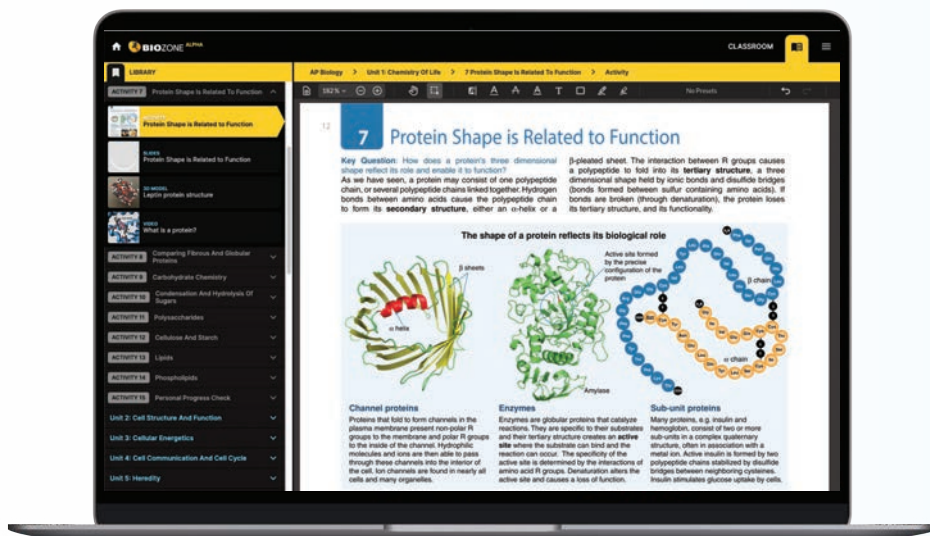 BIOZONE ALPHA
CLASSROOM
LIBRARY
AP Biology > Unit 1: Chemistry Of Life > 7 Protein Shape Is Related To Function > Activity
ACTIVITY 7 Protein Shape Is Related To Function
182%
No Presets
Protein Shape is Related to Function
SLIDES
Protein Shape is Related to Function
3D MODEL
Leptin protein structure
VIDEO
What is a protein?
ACTIVITY 8 Comparing Fibrous And Globular
Proteins
ACTIVITY 9 Carbohydrate Chemistry
ACTIVITY 10 Condensation And Hydrolysis Of
Sugars
ACTIVITY 11 Polysaccharides
ACTIVITY 12 Cellulose And Starch
ACTIVITY 13 Lipids
ACTIVITY 14 Phospholipids
ACTIVITY 15 Personal Progress Check
Unit 2: Cell Structure And Function
Unit 3: Cellular Energetics
Unit 4: Cell Communication And Cell Cycle
Unit 5: Heredity
12
7 Protein Shape is Related to Function
Key Question: How does a protein's three dimensional
shape reflect its role and enable it to function?
As we have seen, a protein may consist of one polypeptide
chain, or several polypeptide chains linked together. Hydrogen
bonds between amino acids cause the polypeptide chain
to form its secondary structure, either an α-helix or a
β-pleated sheet. The interaction between R groups causes
a polypeptide to fold into its tertiary structure, a three
dimensional shape held by ionic bonds and disulfide bridges
(bonds formed between sulfur containing amino acids). If
bonds are broken (through denaturation), the protein loses
its tertiary structure, and its functionality.
The shape of a protein reflects its biological role
β sheets
α helix
Active site formed
by the precise
configuration of the
protein
Amylase
β chain
α chain
Channel proteins
Proteins that fold to form channels in the
plasma membrane present non-polar R
groups to the membrane and polar R groups
to the inside of the channel. Hydrophilic
molecules and ions are then able to pass
through these channels into the interior of
the cell. Ion channels are found in nearly all
cells and many organelles.
Enzymes
Enzymes are globular proteins that catalyze
reactions. They are specific to their substrates
and their tertiary structure creates an active
site where the substrate can bind and the
reaction can occur. The specificity of the
active site is determined by the interactions of
amino acid R groups. Denaturation alters the
active site and causes a loss of function.
Sub-unit proteins
Many proteins, e.g. insulin and
hemoglobin, consist of two or more
sub-units in a complex quaternary
structure, often in association with a
metal ion. Active insulin is formed by two
polypeptide chains stabilized by disulfide
bridges between neighboring cysteines.
Insulin stimulates glucose uptake by cells.